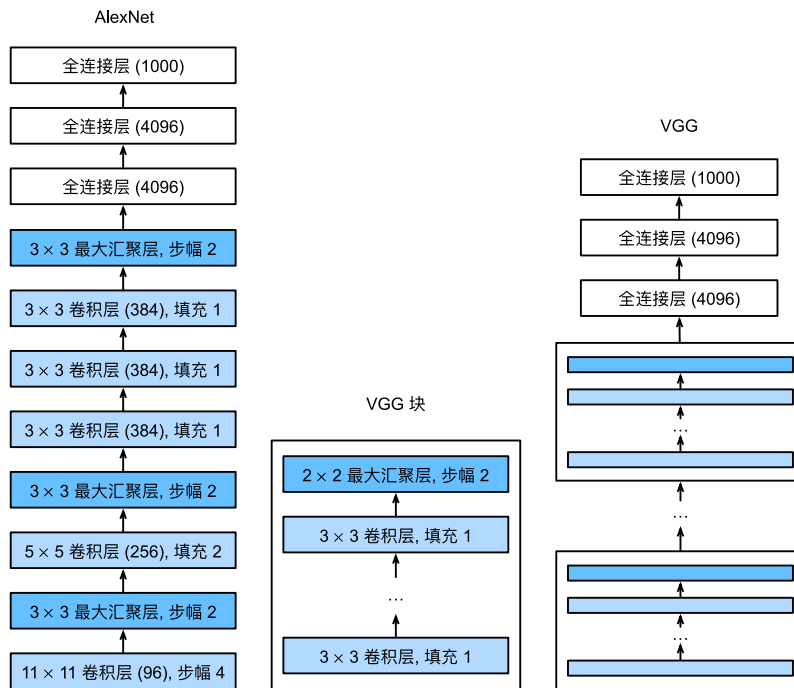 AlexNet
全连接层 (1000)
全连接层 (4096)
全连接层 (4096)
3 × 3 最大汇聚层, 步幅 2
3 × 3 卷积层 (384), 填充 1
3 × 3 卷积层 (384), 填充 1
3 × 3 卷积层 (384), 填充 1
3 × 3 最大汇聚层, 步幅 2
5 × 5 卷积层 (256), 填充 2
3 × 3 最大汇聚层, 步幅 2
11 × 11 卷积层 (96), 步幅 4
VGG 块
2 × 2 最大汇聚层, 步幅 2
3 × 3 卷积层, 填充 1
...
3 × 3 卷积层, 填充 1
VGG
全连接层 (1000)
全连接层 (4096)
全连接层 (4096)
...
...
...